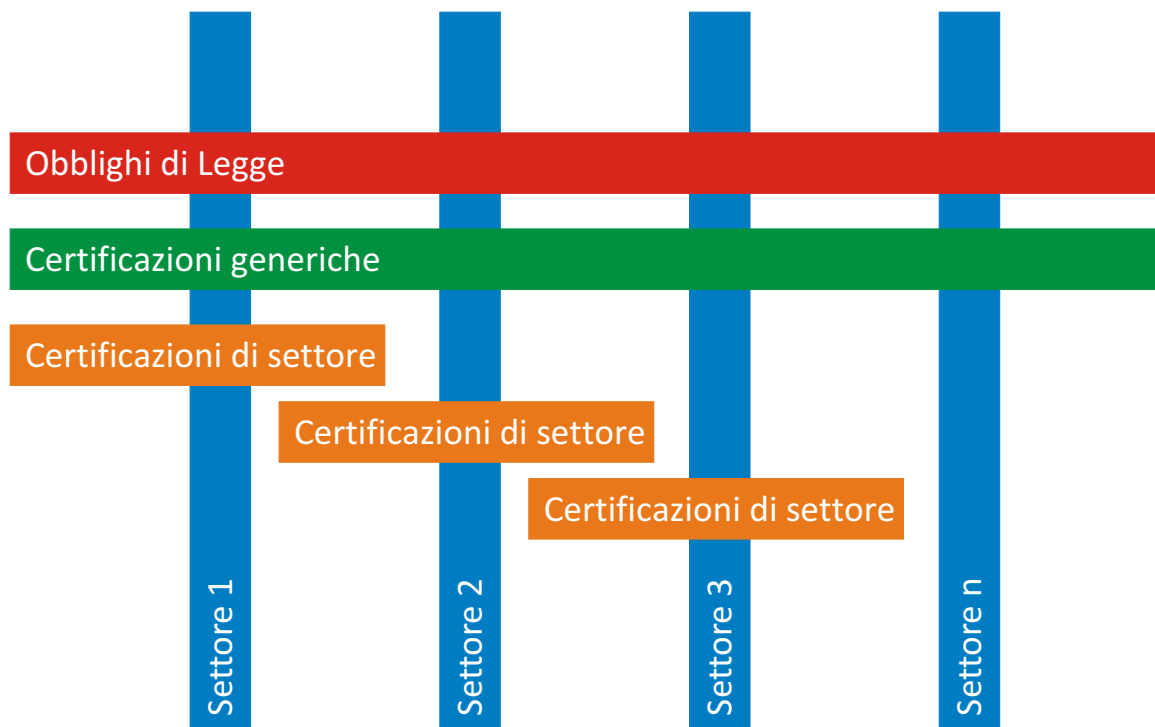 Obblighi di Legge
Certificazioni generiche
Certificazioni di settore
Certificazioni di settore
Certificazioni di settore
Settore 1
Settore 2
Settore 3
Settore n